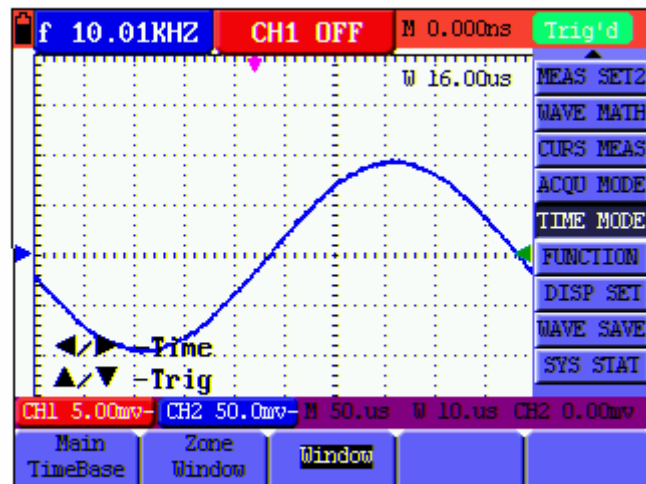 f 10.01KHZ CH1 OFF M 0.000ns Trig'd
W 16.00us
MEAS SET2
WAVE MATH
CURS MEAS
ACQU MODE
TIME MODE
FUNCTION
DISP SET
WAVE SAVE
SYS STAT
◀/▶ -Time
▲/▼ -Trig
CH1 5.00mv- CH2 50.0mv- M 50.us W 10.us CH2 0.00mv
Main TimeBase
Zone Window
Window